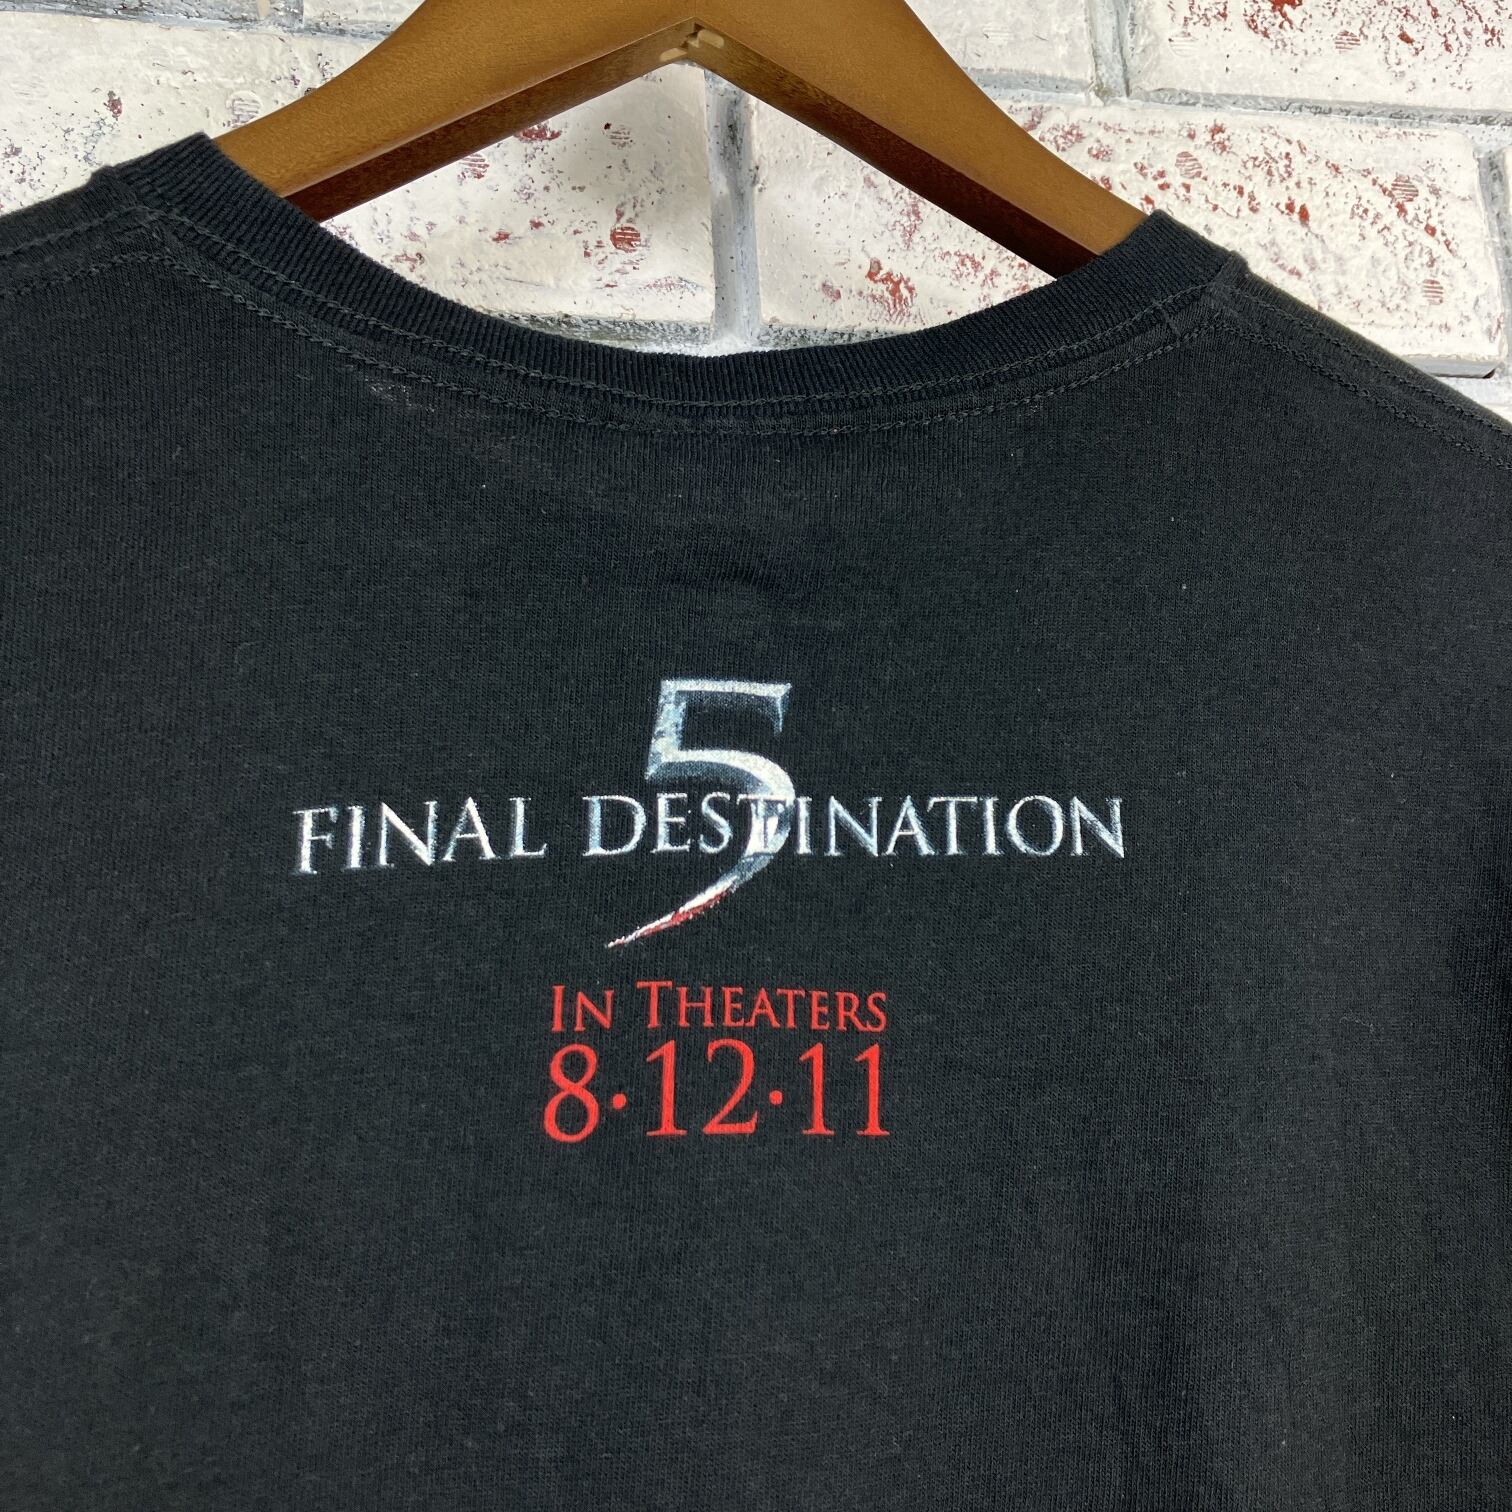 5
FINAL DESTINATION
IN THEATERS
8·12·11